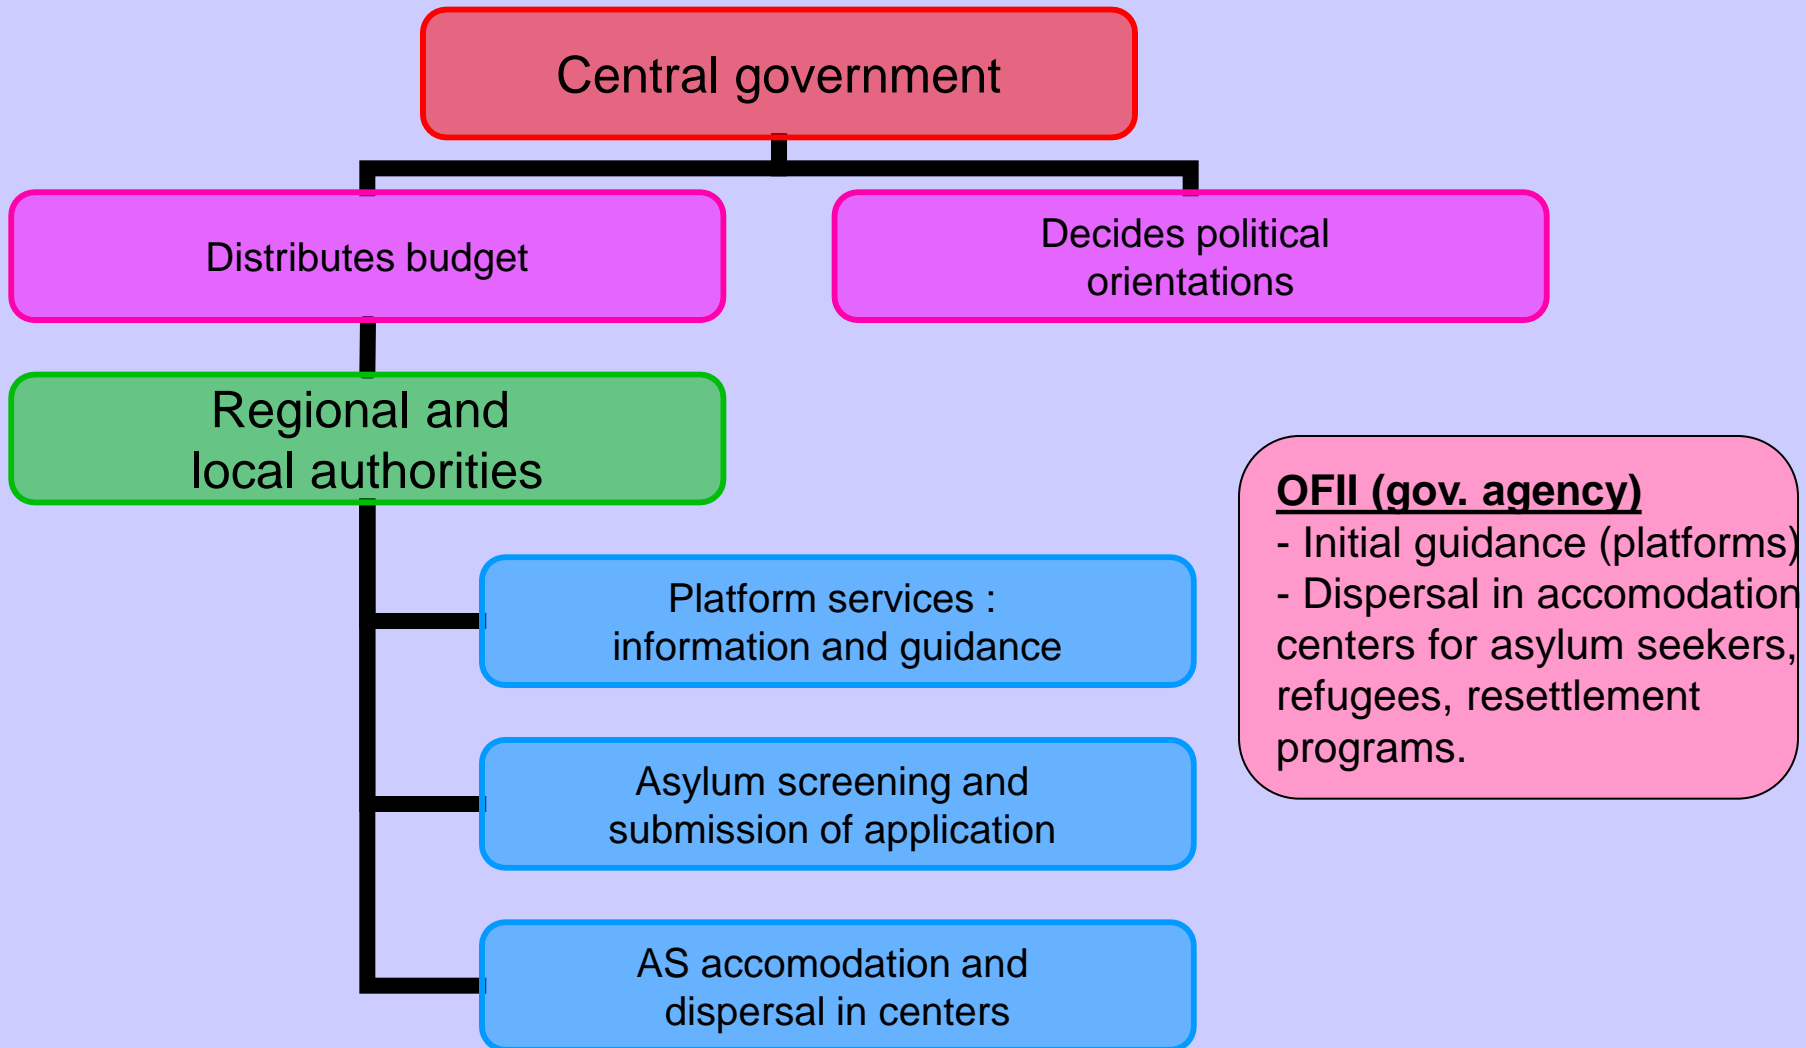 Central government
Distributes budget
Decides political
orientations
Regional and
local authorities
OFII (gov. agency)
- Initial guidance (platforms)
- Dispersal in accomodation
centers for asylum seekers,
refugees, resettlement
programs.
Platform services :
information and guidance
Asylum screening and
submission of application
AS accomodation and
dispersal in centers